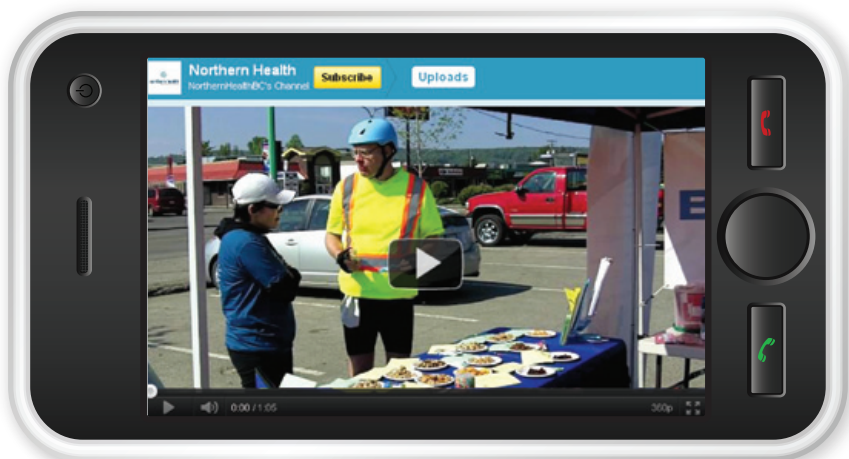 Northern Health
NorthernHealthBC's Channel
Subscribe
Uploads
0:00 / 1:05
360p